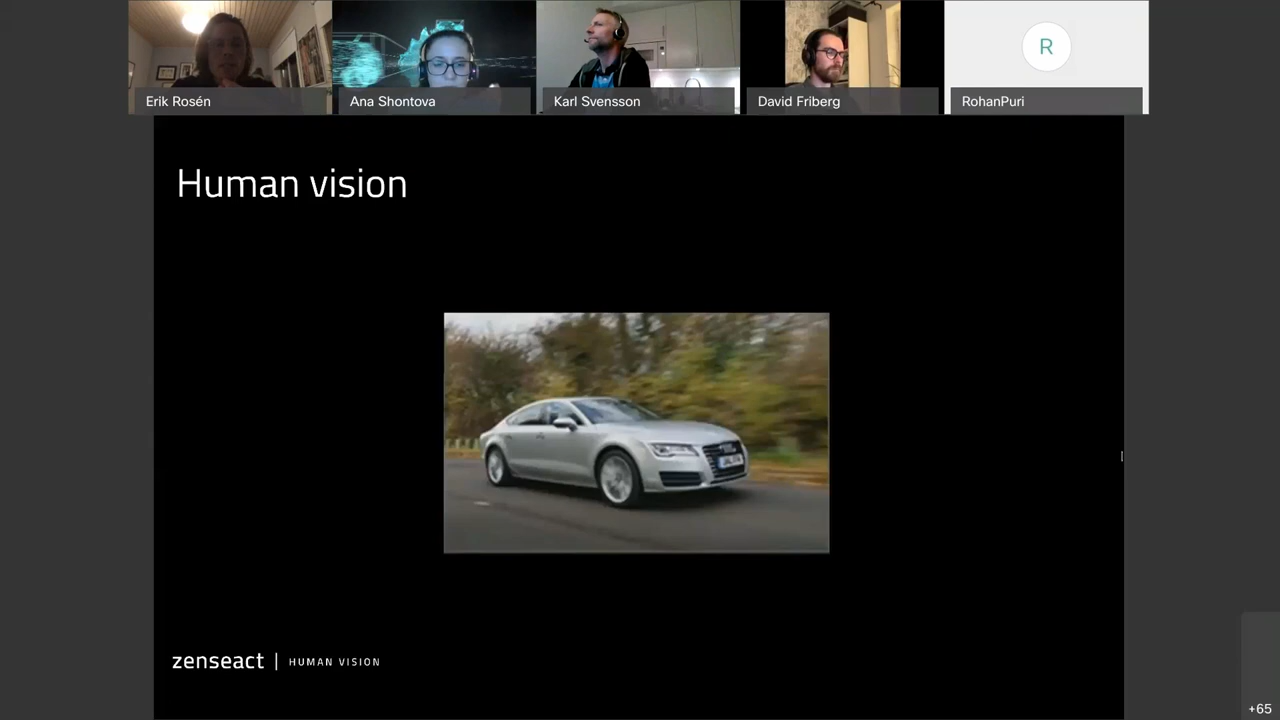 Erik Rosén
Ana Shontova
Karl Svensson
David Friberg
R
RohanPuri
Human vision
zenseact | HUMAN VISION
+65